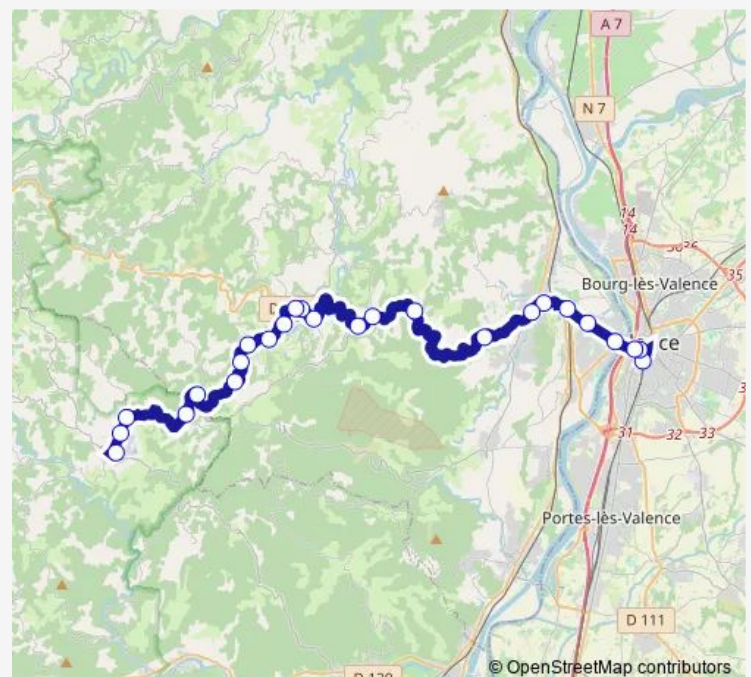 A 7
N 7
14
14
35
Bourg-lès-Valence
ce
31
32
33
Portes-lès-Valence
D 111
© OpenStreetMap contributors